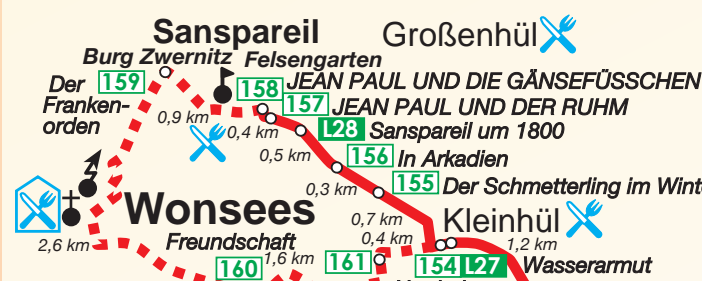 Sanspareil
Großenhül
Burg Zwernitz
Felsengarten
Der
Franken-
orden
159
158 JEAN PAUL UND DIE GÄNSEFÜSSCHEN
157 JEAN PAUL UND DER RUHM
0,9 km
0,4 km
L28 Sanspareil um 1800
0,5 km
156 In Arkadien
0,3 km
155 Der Schmetterling im Wint
Wonsees
0,7 km
Kleinhül
2,6 km
Freundschaft
0,4 km
1,2 km
160
1,6 km
161
154 L27 Wasserarmut